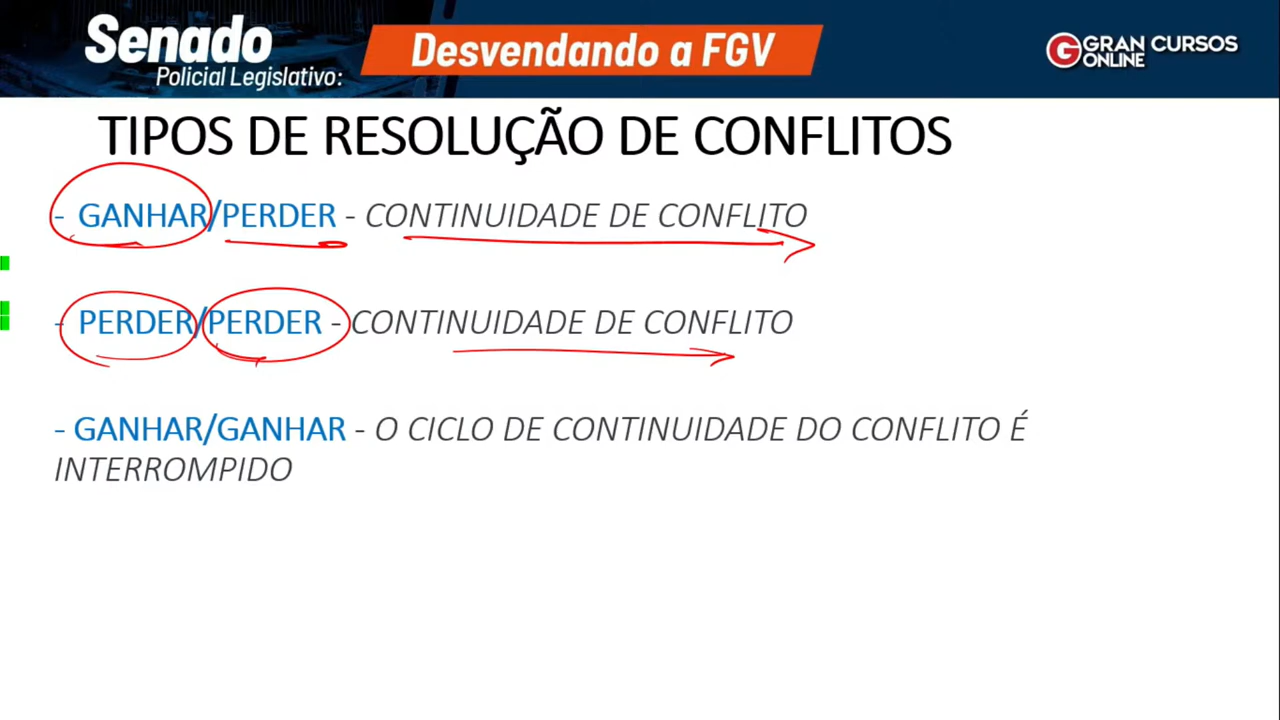 Senado
Policial Legislativo:
Desvendando a FGV
GRAN CURSOS
ONLINE
TIPOS DE RESOLUÇÃO DE CONFLITOS
- GANHAR/PERDER - CONTINUIDADE DE CONFLITO
- PERDER/PERDER - CONTINUIDADE DE CONFLITO
- GANHAR/GANHAR - O CICLO DE CONTINUIDADE DO CONFLITO É
INTERROMPIDO